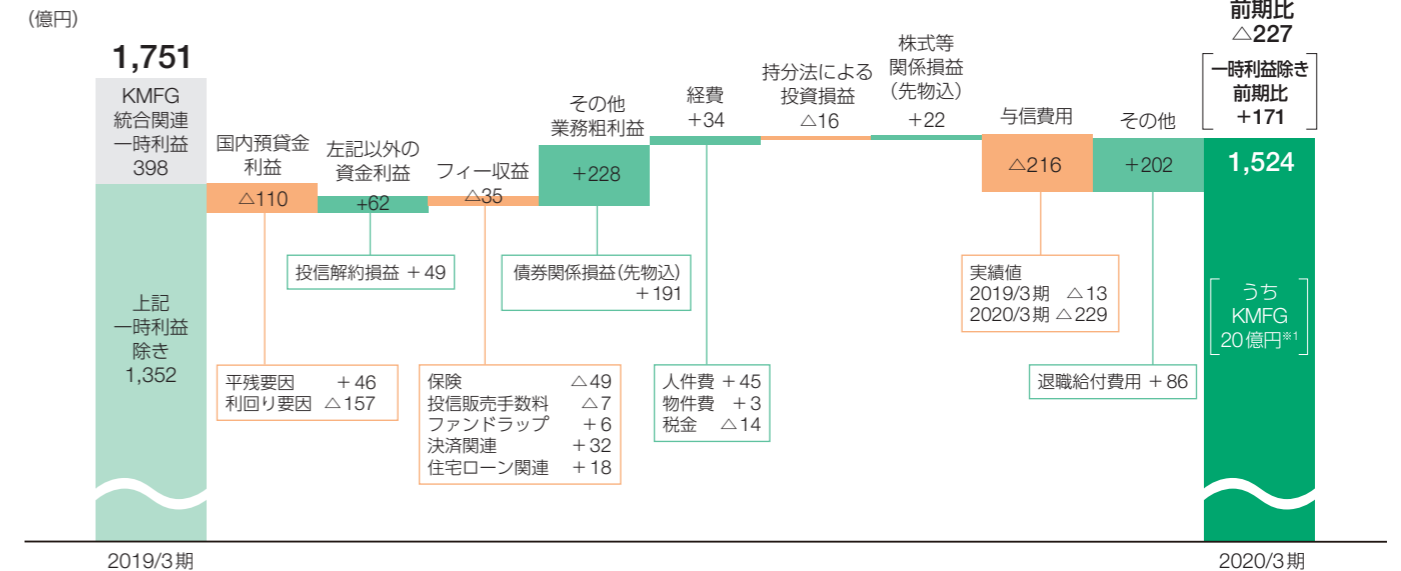 （億円）
1,751
KMFG
統合関連
一時利益
398
上記
一時利益
除き
1,352
2019/3期
国内預貸金
利益
△110
平残要因 +46
利回り要因 △157
左記以外の
資金利益
+62
投信解約損益 +49
フィー収益
△35
保険 △49
投信販売手数料 △7
ファンドラップ +6
決済関連 +32
住宅ローン関連 +18
その他
業務粗利益
+228
債券関係損益（先物込）
+191
経費
+34
人件費 +45
物件費 +3
税金 △14
持分法による
投資損益
△16
株式等
関係損益
（先物込）
+22
与信費用
△216
実績値
2019/3期 △13
2020/3期 △229
その他
+202
退職給付費用 +86
前期比
△227
一時利益除き
前期比
+171
1,524
うち
KMFG
20億円※1
2020/3期